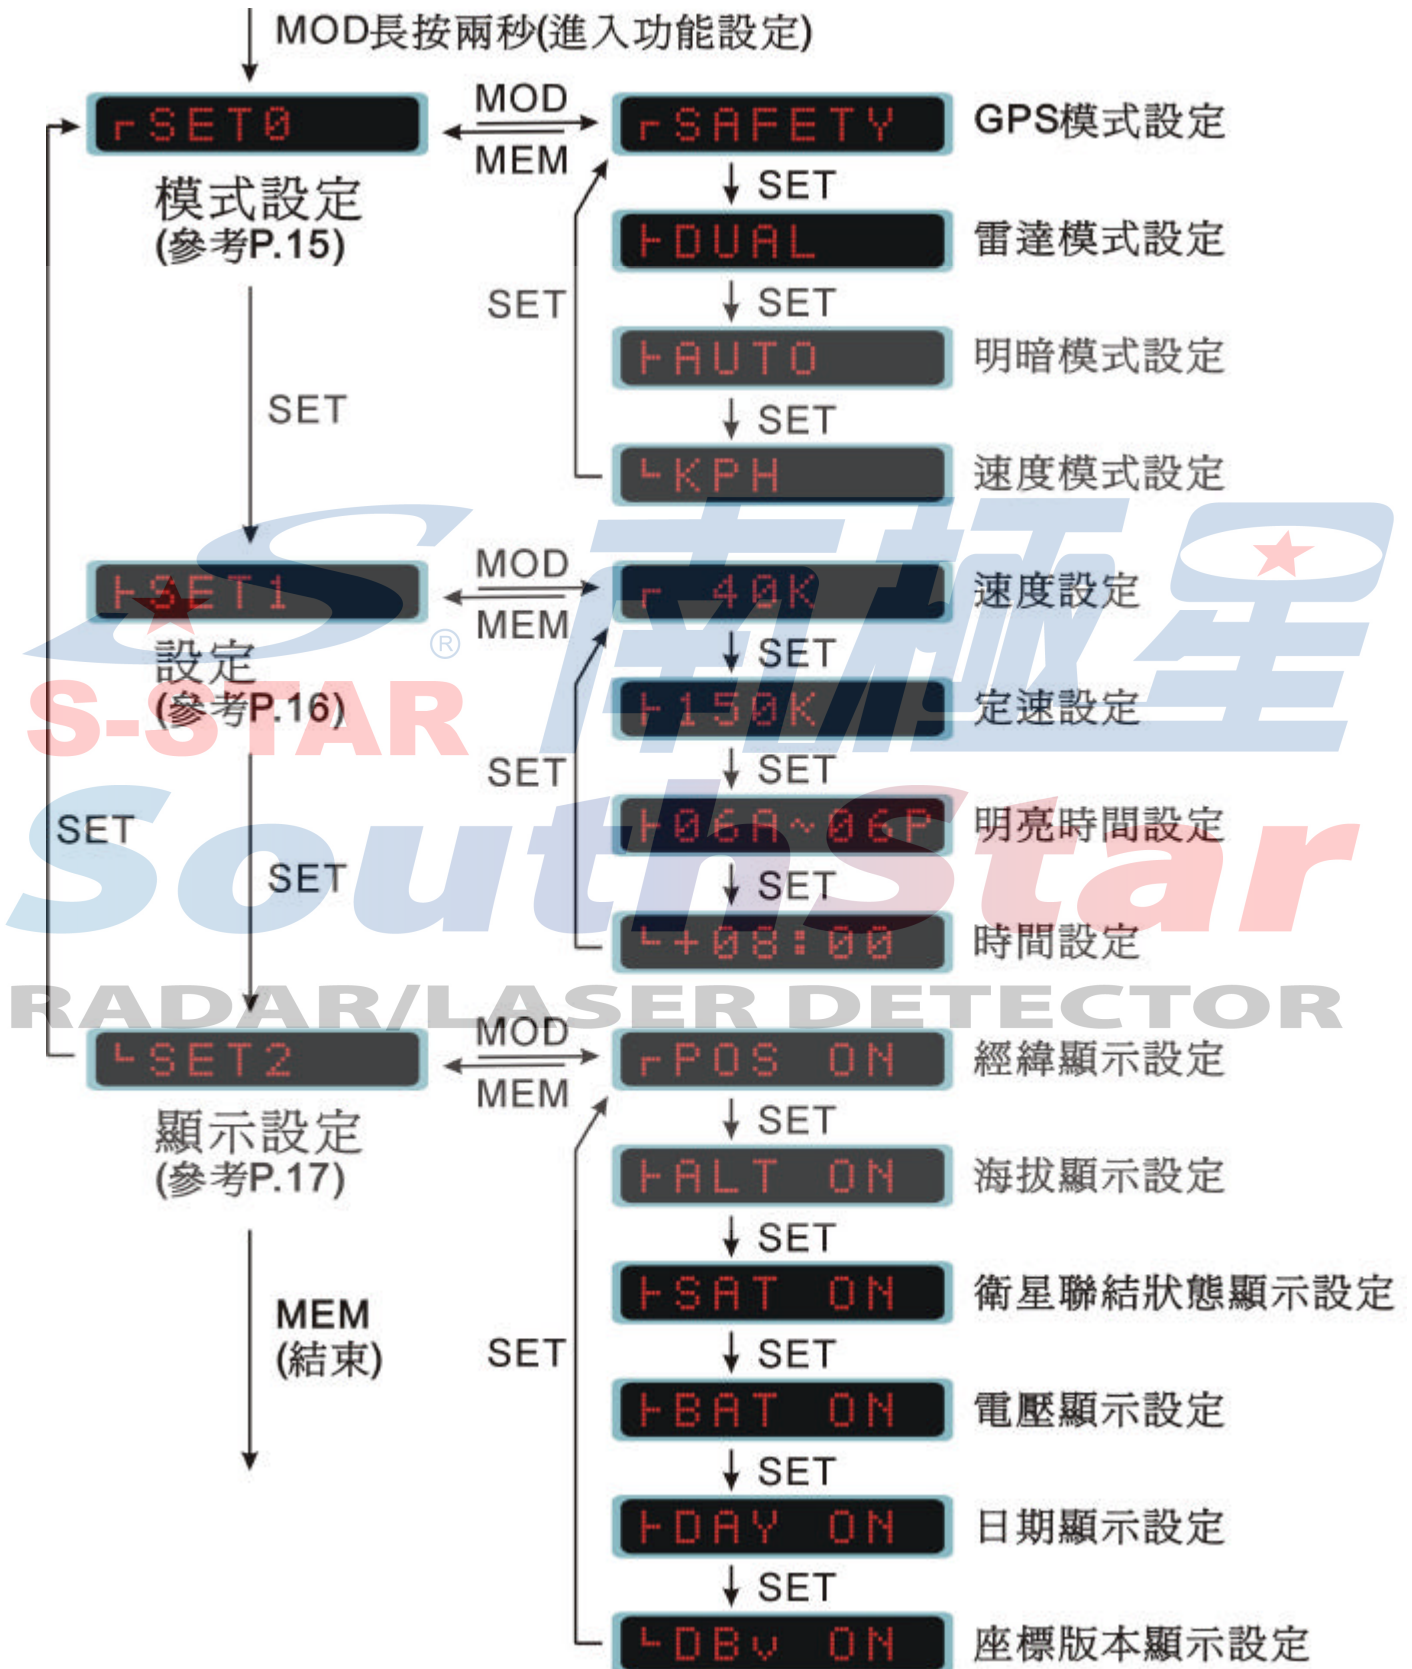 MOD長按兩秒(進入功能設定)
SET0
MOD
MEM
SAFETY
GPS模式設定
模式設定
(參考P.15)
SET
DUAL
雷達模式設定
SET
SET
AUTO
明暗模式設定
SET
SET
KPH
速度模式設定
SET1
MOD
MEM
40K
速度設定
設定
(參考P.16)
SET
150K
定速設定
SET
SET
06A~06P
明亮時間設定
SET
SET
SET
+08:00
時間設定
SET2
MOD
MEM
POS ON
經緯顯示設定
顯示設定
(參考P.17)
SET
ALT ON
海拔顯示設定
SET
SAT ON
衛星聯結狀態顯示設定
MEM
(結束)
SET
SET
BAT ON
電壓顯示設定
SET
DAY ON
日期顯示設定
SET
DBv ON
座標版本顯示設定
南極星
®
S-STAR
SouthStar
RADAR/LASER DETECTOR